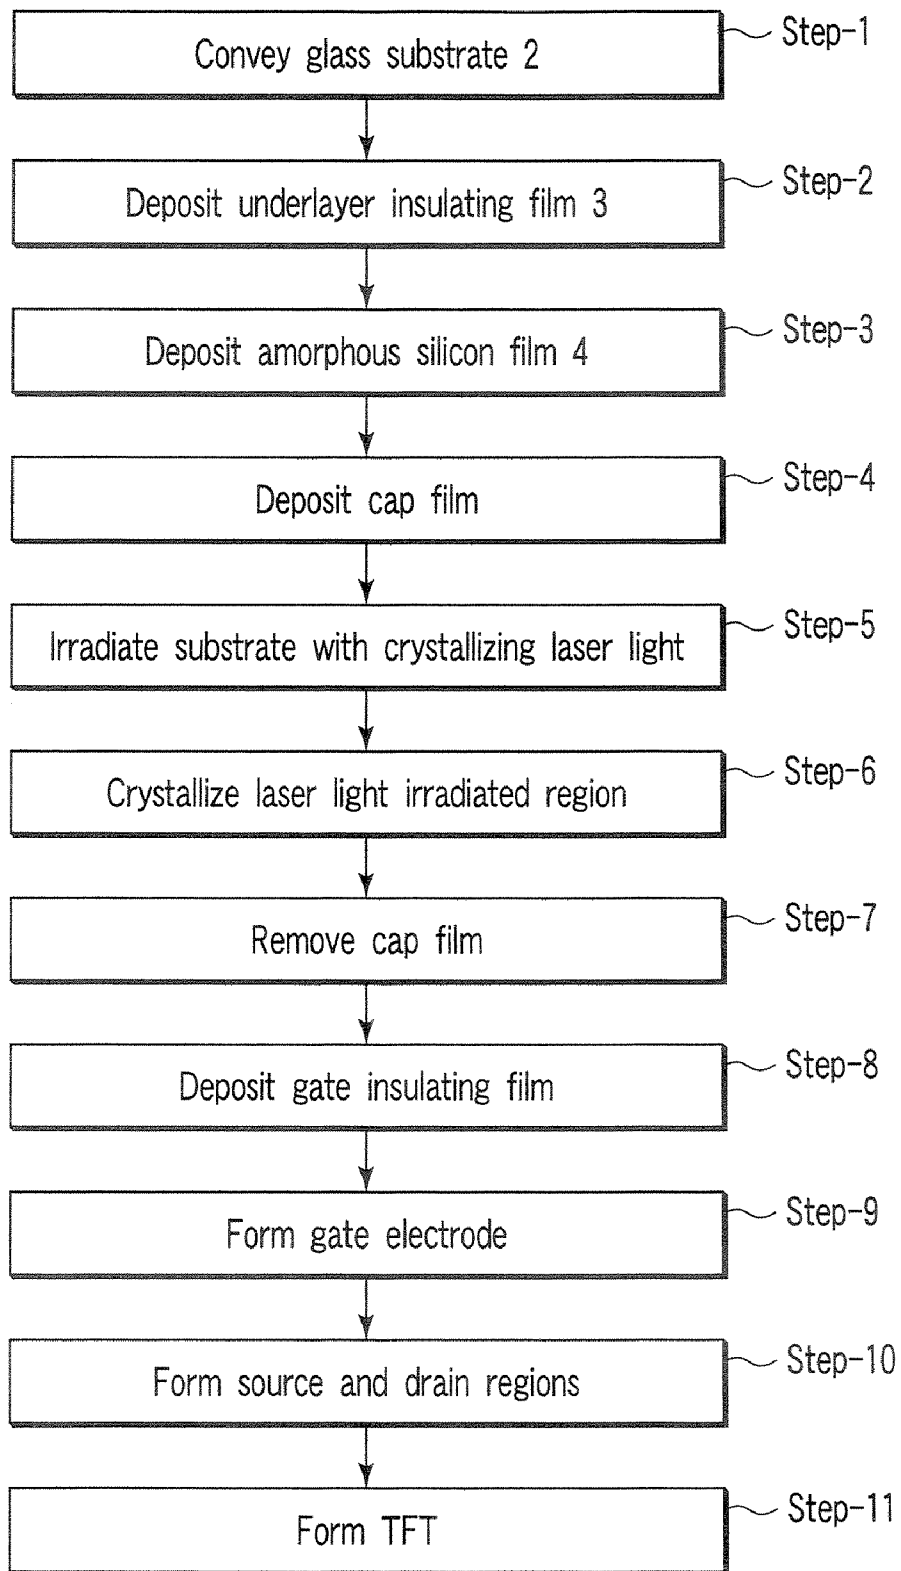 Convey glass substrate 2
Step-1
Deposit underlayer insulating film 3
Step-2
Deposit amorphous silicon film 4
Step-3
Deposit cap film
Step-4
Irradiate substrate with crystallizing laser light
Step-5
Crystallize laser light irradiated region
Step-6
Remove cap film
Step-7
Deposit gate insulating film
Step-8
Form gate electrode
Step-9
Form source and drain regions
Step-10
Form TFT
Step-11